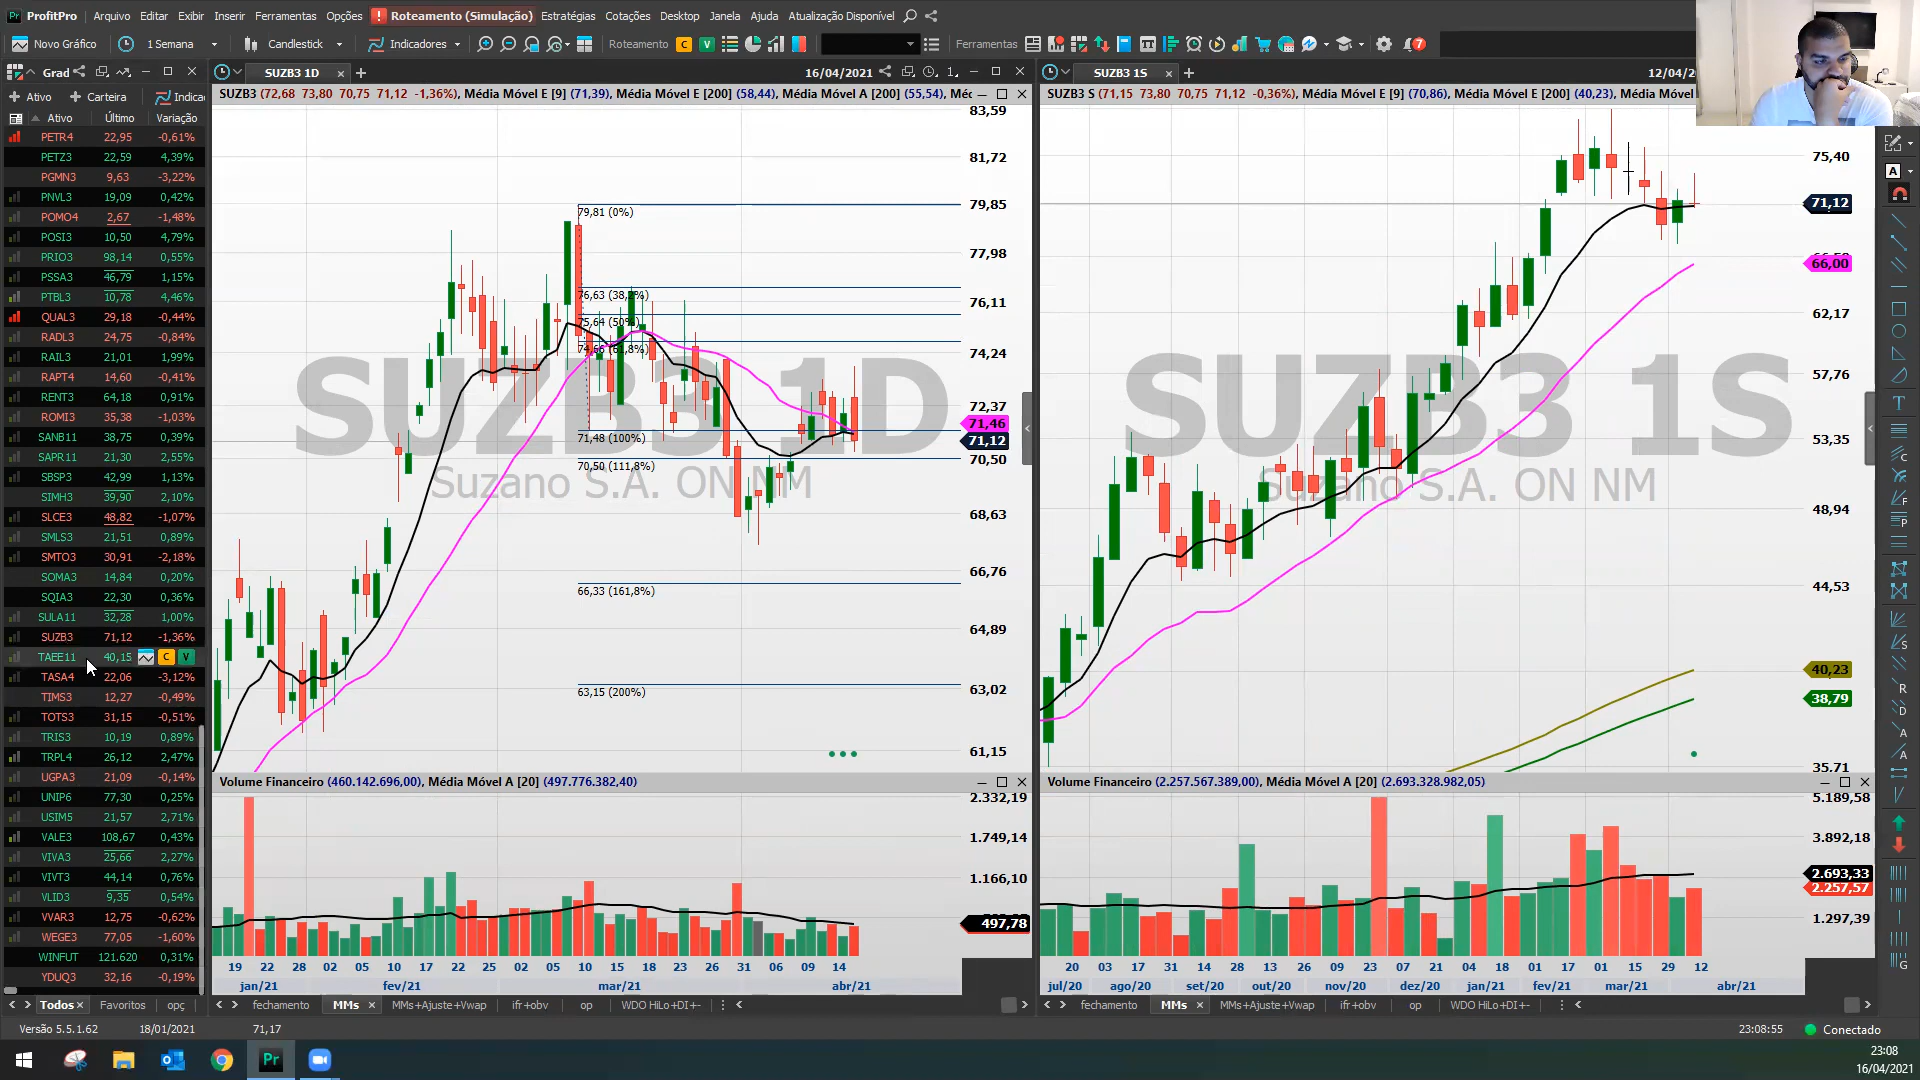 ProfitPro Arquivo Editar Exibir Inserir Ferramentas Opções Roteamento (Simulação) Estratégias Cotações Desktop Janela Ajuda Atualização Disponível
Novo Gráfico 1 Semana Candlestick Indicadores Roteamento C V Ferramentas 7
Grad SUZB3 1D 16/04/2021 1 SUZB3 1S 12/04/20
Ativo Carteira Indica
SUZB3 (72,68 73,80 70,75 71,12 -1,36%), Média Móvel E [9] (71,39), Média Móvel E [200] (58,44), Média Móvel A [200] (55,54), Méc
SUZB3 S (71,15 73,80 70,75 71,12 -0,36%), Média Móvel E [9] (70,86), Média Móvel E [200] (40,23), Média Móvel
Ativo Último Variação
PETR4 22,95 -0,61%
PETZ3 22,59 4,39%
PGMN3 9,63 -3,22%
PNVL3 19,09 0,42%
POMO4 2,67 -1,48%
POSI3 10,50 4,79%
PRIO3 98,14 0,55%
PSSA3 46,79 1,15%
PTBL3 10,78 4,46%
QUAL3 29,18 -0,44%
RADL3 24,75 -0,84%
RAIL3 21,01 1,99%
RAPT4 14,60 -0,41%
RENT3 64,18 0,91%
ROMI3 35,38 -1,03%
SANB11 38,75 0,39%
SAPR11 21,30 2,55%
SBSP3 42,99 1,13%
SIMH3 39,90 2,10%
SLCE3 48,82 -1,07%
SMLS3 21,51 0,89%
SMTO3 30,91 -2,18%
SOMA3 14,84 0,20%
SQIA3 22,30 0,36%
SULA11 32,28 1,00%
SUZB3 71,12 -1,36%
TAEE11 40,15 C V
TASA4 22,06 -3,12%
TIMS3 12,27 -0,49%
TOTS3 31,15 -0,51%
TRIS3 10,19 0,89%
TRPL4 26,12 2,47%
UGPA3 21,09 -0,14%
UNIP6 77,30 0,25%
USIM5 21,57 2,71%
VALE3 108,67 0,43%
VIVA3 25,66 2,27%
VIVT3 44,14 0,76%
VLID3 9,35 0,54%
VVAR3 12,75 -0,62%
WEGE3 77,05 -1,60%
WINFUT 121.620 0,31%
YDUQ3 32,16 -0,19%
SUZB3 1D
Suzano S.A. ON NM
79,81 (0%)
76,63 (38,2%)
75,64 (50%)
74,66 (61,8%)
71,48 (100%)
70,50 (111,8%)
66,33 (161,8%)
63,15 (200%)
83,59
81,72
79,85
77,98
76,11
74,24
72,37
71,46
71,12
70,50
68,63
66,76
64,89
63,02
61,15
SUZB3 1S
Suzano S.A. ON NM
75,40
71,12
66,00
62,17
57,76
53,35
48,94
44,53
40,23
38,79
35,71
Volume Financeiro (460.142.696,00), Média Móvel A [20] (497.776.382,40)
2.332,19
1.749,14
1.166,10
497,78
Volume Financeiro (2.257.567.389,00), Média Móvel A [20] (2.693.328.982,05)
5.189,58
3.892,18
2.693,33
2.257,57
1.297,39
19 22 28 02 05 10 17 22 25 02 05 10 15 18 23 26 31 06 09 14
jan/21 fev/21 mar/21 abr/21
20 03 17 31 14 28 13 26 09 23 07 21 04 18 01 17 01 15 29 12
jul/20 ago/20 set/20 out/20 nov/20 dez/20 jan/21 fev/21 mar/21 abr/21
Todos Favoritos opç fechamento MMs MMs+Ajuste+Vwap ifr+obv op WDO HiLo+DI+-
fechamento MMs MMs+Ajuste+Vwap ifr+obv op WDO HiLo+DI+-
Versão 5.5.1.62 18/01/2021 71,17 23:08:55 Conectado
Pr
23:08
16/04/2021